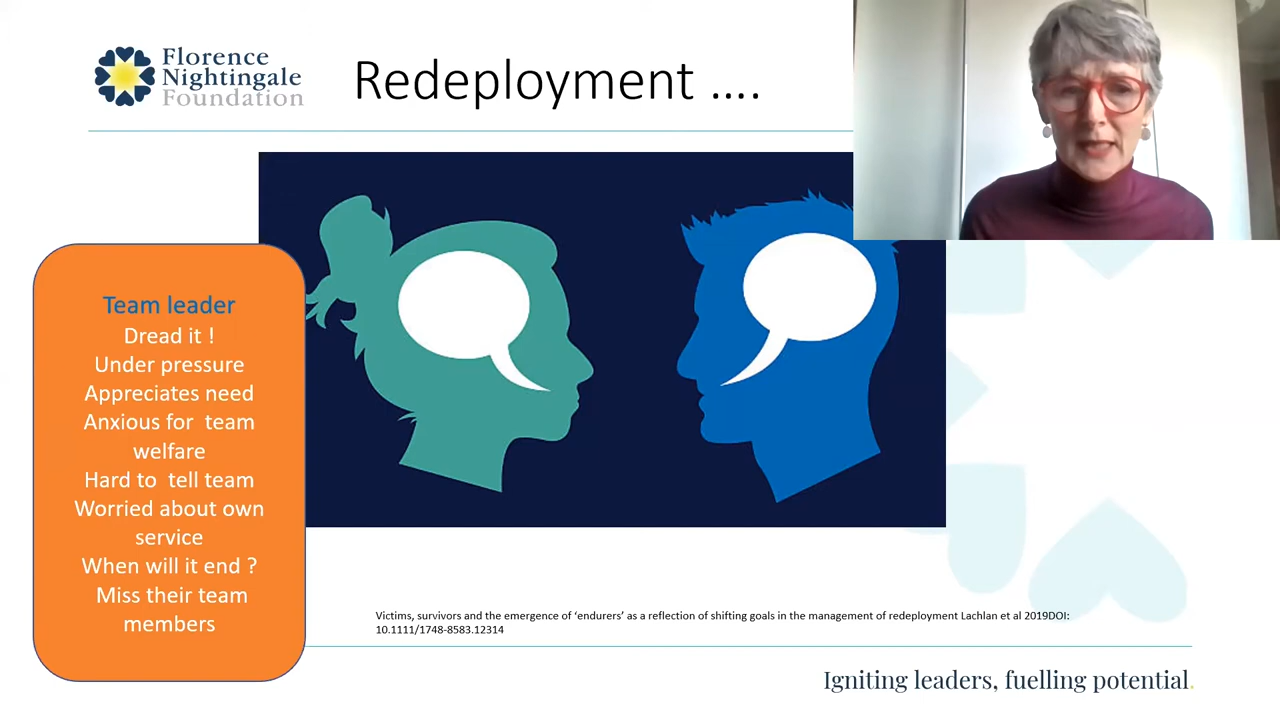 Florence
Nightingale
Foundation
Redeployment ....
Team leader
Dread it !
Under pressure
Appreciates need
Anxious for team
welfare
Hard to tell team
Worried about own
service
When will it end ?
Miss their team
members
Victims, survivors and the emergence of ‘endurers’ as a reflection of shifting goals in the management of redeployment Lachlan et al 2019DOI:
10.1111/1748-8583.12314
Igniting leaders, fuelling potential.